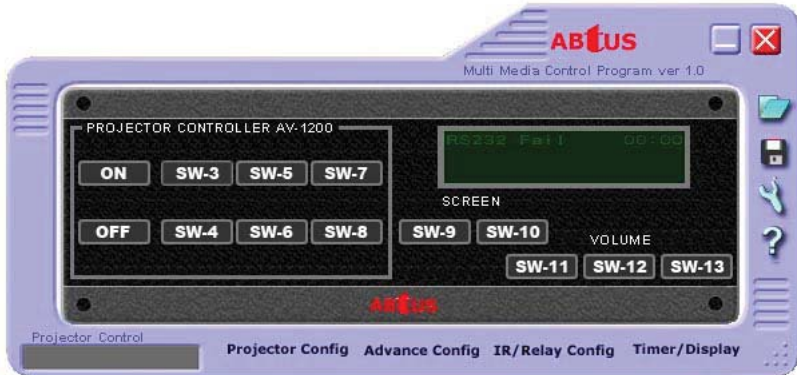 ABtUS
Multi Media Control Program ver 1.0
PROJECTOR CONTROLLER AV-1200
RS232 Fail 00:00
ON SW-3 SW-5 SW-7
SCREEN
OFF SW-4 SW-6 SW-8 SW-9 SW-10
VOLUME
SW-11 SW-12 SW-13
ABtUS
Projector Control
Projector Config Advance Config IR/Relay Config Timer/Display